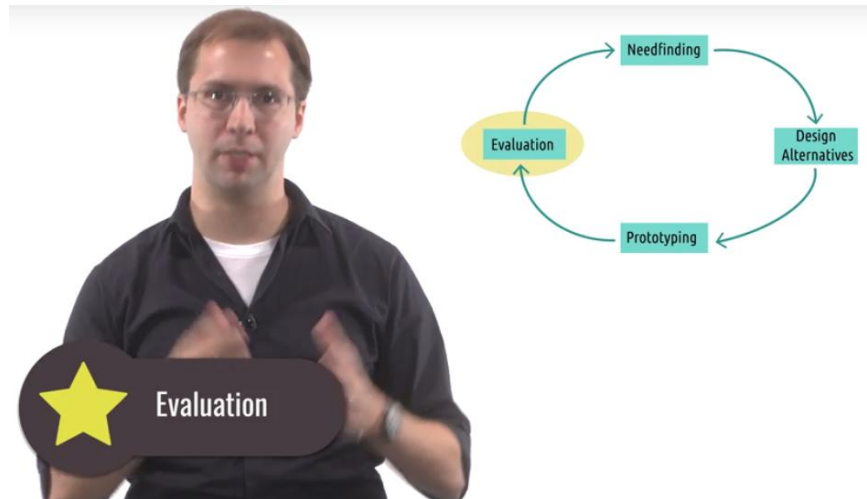 Needfinding
Evaluation
Design
Alternatives
Prototyping
Evaluation